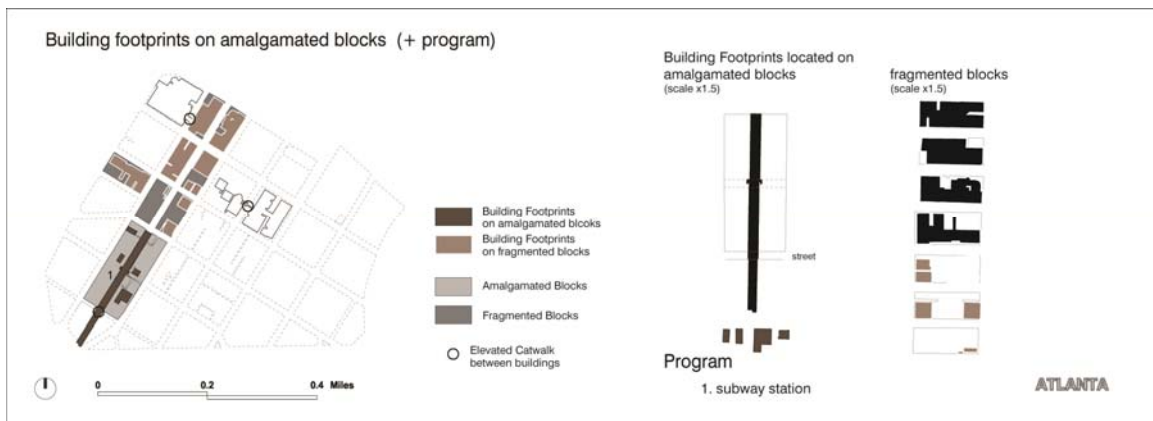 Building footprints on amalgamated blocks (+ program)
Building Footprints located on
amalgamated blocks
(scale x1.5)
fragmented blocks
(scale x1.5)
1
Building Footprints
on amalgamated blcoks
Building Footprints
on fragmented blocks
Amalgamated Blocks
Fragmented Blocks
Elevated Catwalk
between buildings
0 0.2 0.4 Miles
street
Program
1. subway station
ATLANTA